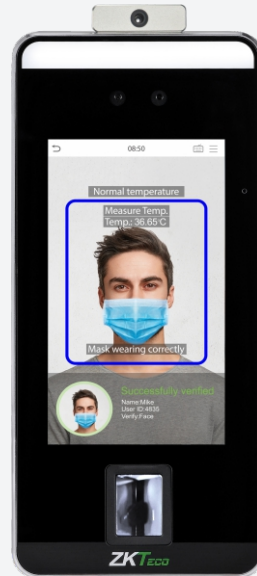 08:50
Normal temperature
Measure Temp.
Temp.: 36.65°C
Mask wearing correctly
Successfully verified
Name:Mike
User ID:4935
Verify:Face
ZKTECO